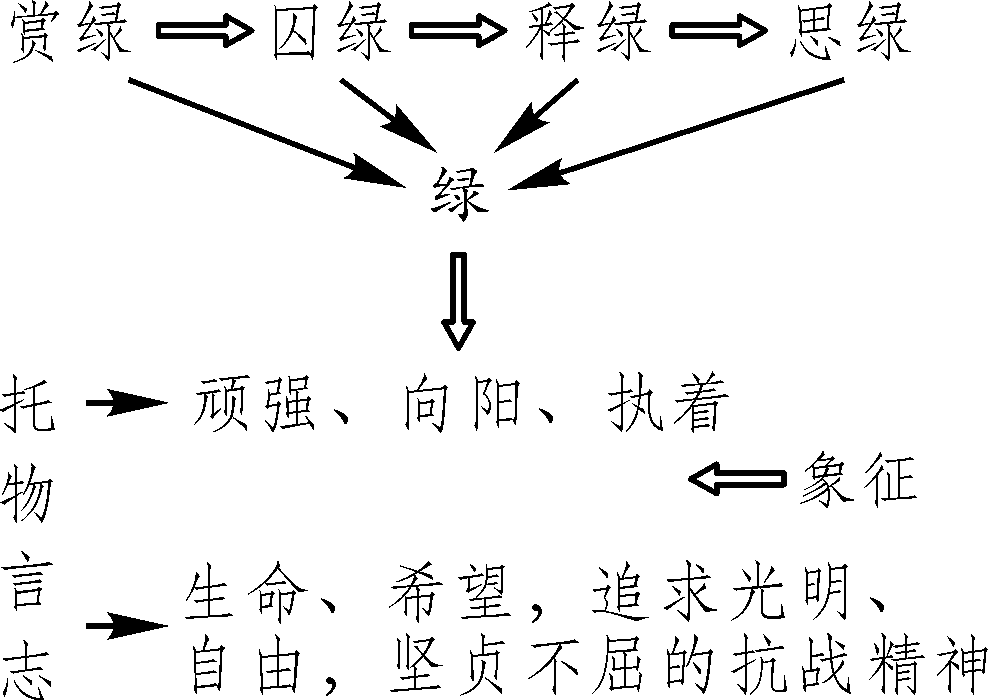 赏绿 囚绿 释绿 思绿
绿
托物言志
顽强、向阳、执着
象征
生命、希望，追求光明、
自由，坚贞不屈的抗战精神